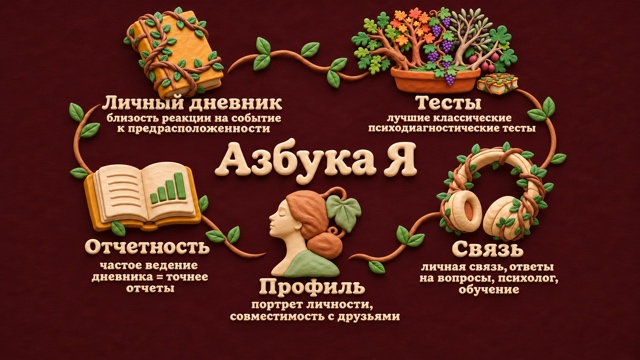 Личный дневник
близость реакции на событие
к предрасположенности
Тесты
лучшие классические
психодиагностические тесты
Азбука Я
Отчетность
частое ведение
дневника = точнее
отчеты
Профиль
портрет личности,
совместимость с друзьями
Связь
личная связь, ответы
на вопросы, психолог,
обучение